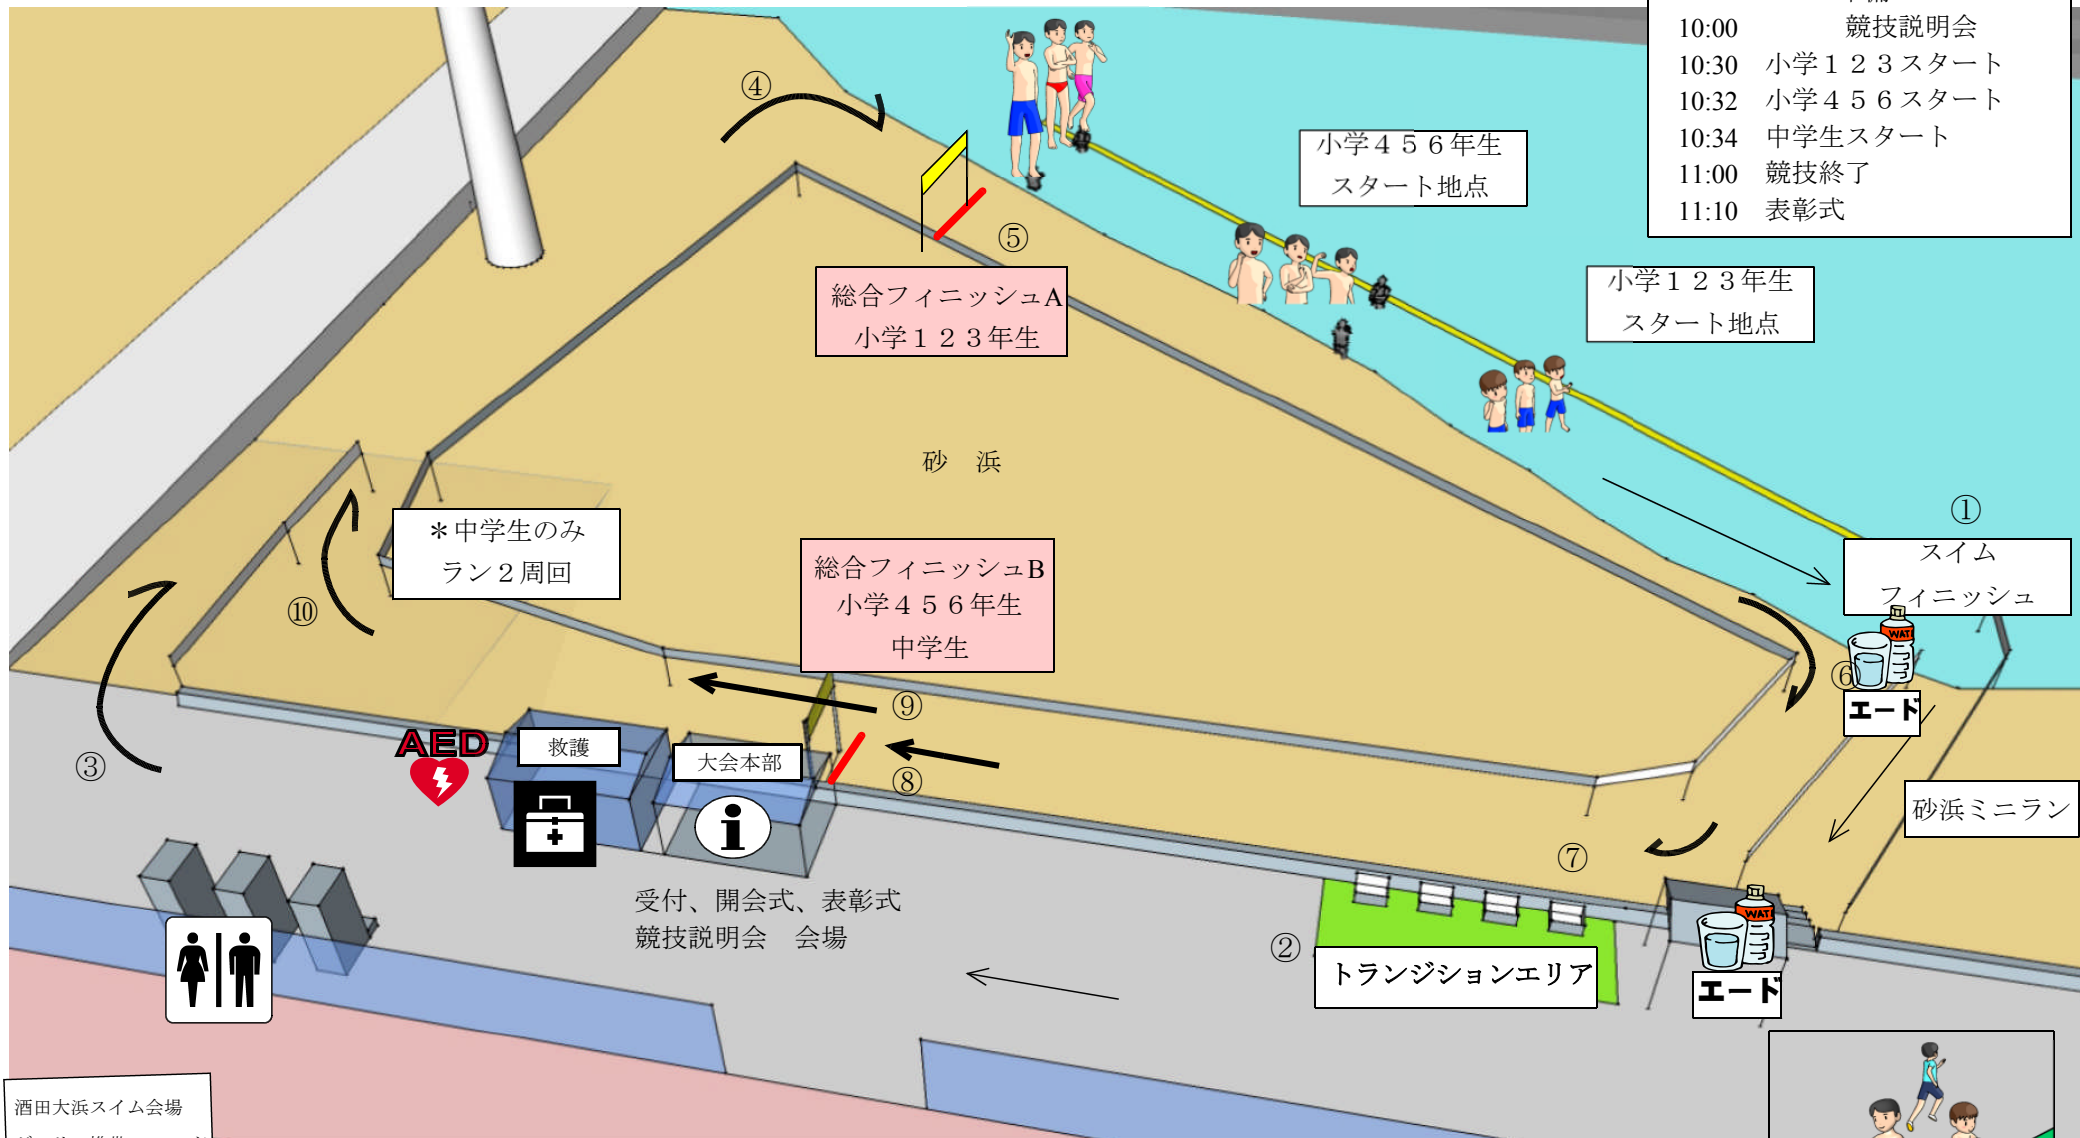 10:00 競技説明会
10:30 小学１２３スタート
10:32 小学４５６スタート
10:34 中学生スタート
11:00 競技終了
11:10 表彰式
④
小学４５６年生
スタート地点
⑤
小学１２３年生
スタート地点
総合フィニッシュA
小学１２３年生
砂　浜
①
スイム
フィニッシュ
＊中学生のみ
ラン２周回
総合フィニッシュB
小学４５６年生
中学生
⑩
WAT
⑥
エード
⑨
③
AED
救護
大会本部
⑧
砂浜ミニラン
⑦
受付、開会式、表彰式
競技説明会　会場
②
トランジションエリア
WAT
エード
酒田大浜スイム会場